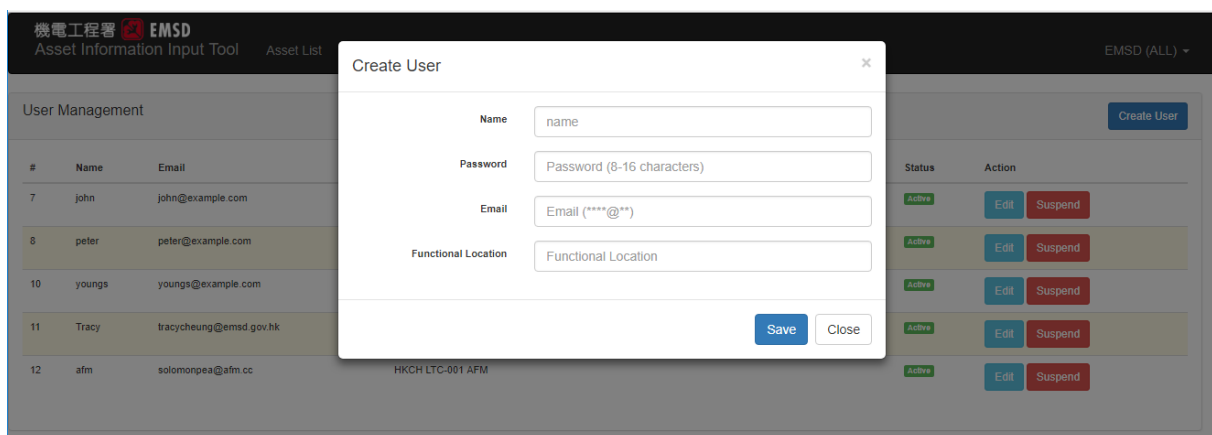 機電工程署 EMSD
Asset Information Input Tool Asset List EMSD (ALL)
Create User ×
User Management Create User
Name name
Password Password (8-16 characters)
Email Email (****@**)
Functional Location Functional Location
Save Close
# Name Email Status Action
7 john john@example.com Active Edit Suspend
8 peter peter@example.com Active Edit Suspend
10 youngs youngs@example.com Active Edit Suspend
11 Tracy tracycheung@emsd.gov.hk Active Edit Suspend
12 afm solomonpea@afm.cc HKCH LTC-001 AFM Active Edit Suspend